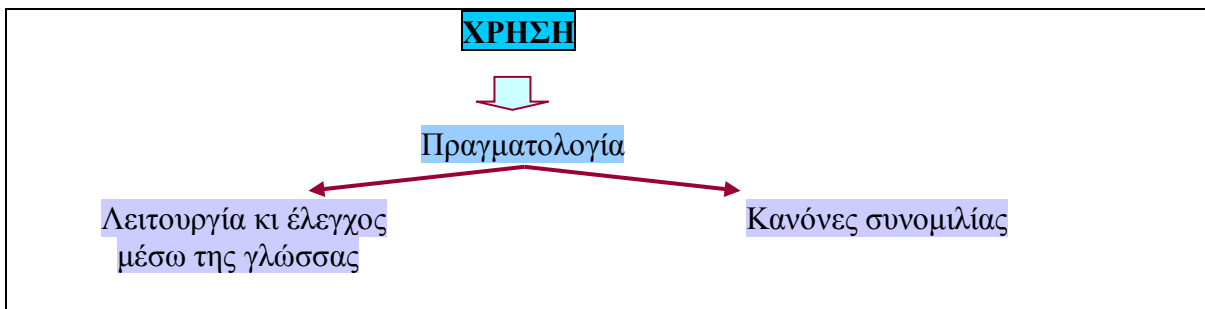 ΧΡΗΣΗ
Πραγματολογία
Λειτουργία κι έλεγχος
μέσω της γλώσσας
Κανόνες συνομιλίας